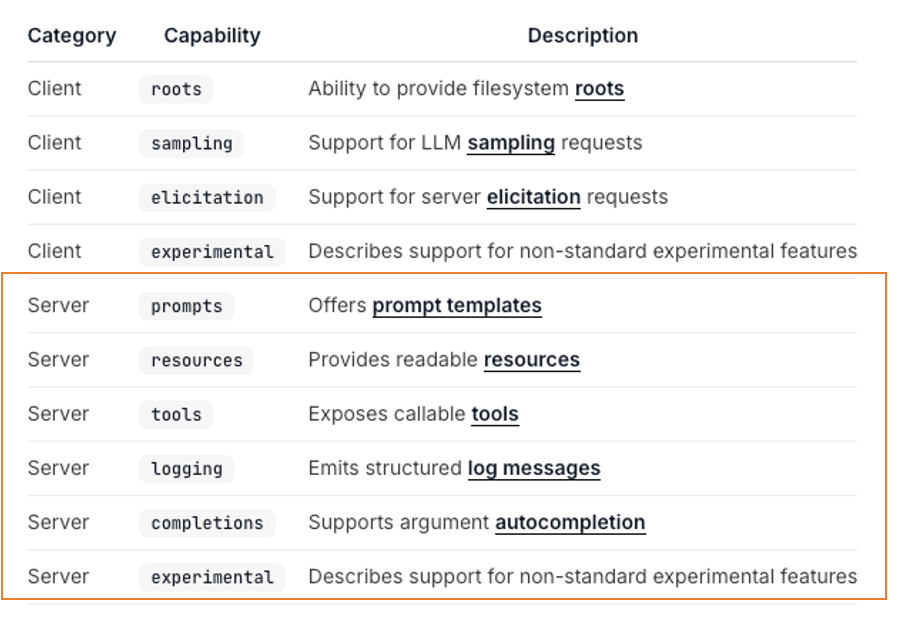 Category Capability Description
Client roots Ability to provide filesystem roots
Client sampling Support for LLM sampling requests
Client elicitation Support for server elicitation requests
Client experimental Describes support for non-standard experimental features
Server prompts Offers prompt templates
Server resources Provides readable resources
Server tools Exposes callable tools
Server logging Emits structured log messages
Server completions Supports argument autocompletion
Server experimental Describes support for non-standard experimental features